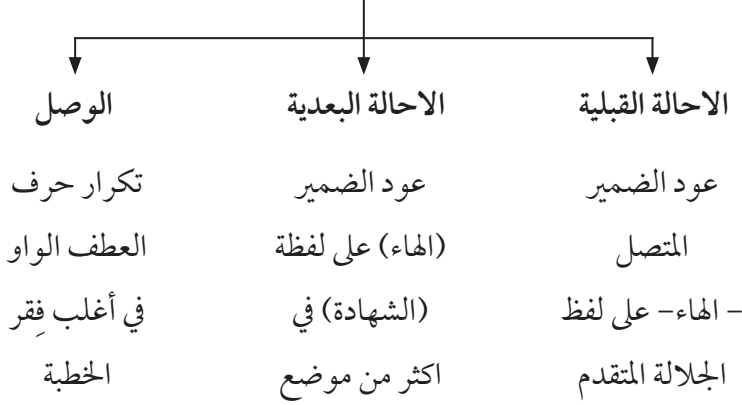 الاحالة القبلية
عود الضمير
المتصل
– الهاء– على لفظ
الجلالة المتقدم
الاحالة البعدية
عود الضمير
(الهاء) على لفظة
(الشهادة) في
اكثر من موضع
الوصل
تكرار حرف
العطف الواو
في أغلب فِقر
الخطبة